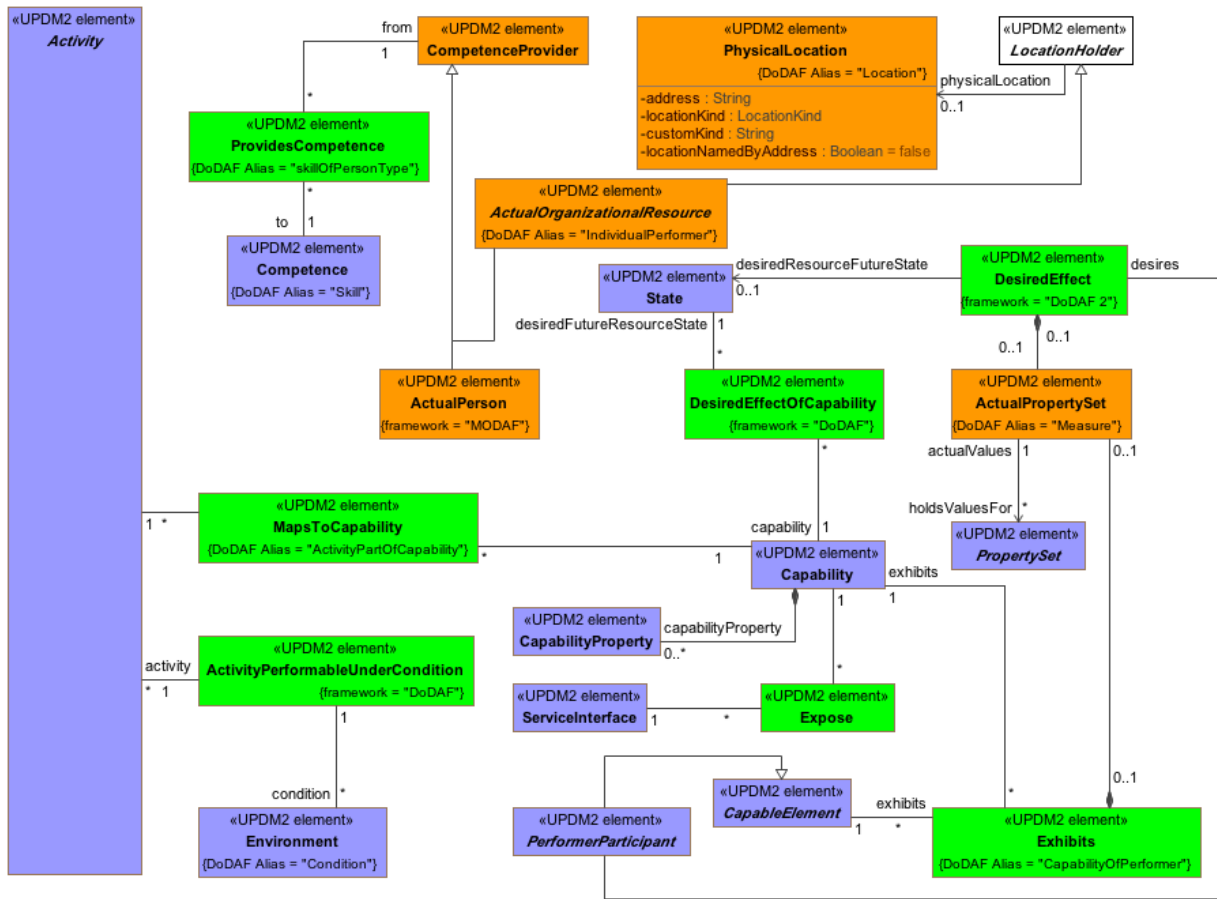 «UPDM2 element»
Activity
from
1
«UPDM2 element»
CompetenceProvider
«UPDM2 element»
PhysicalLocation
{DoDAF Alias = "Location"}
-address : String
-locationKind : LocationKind
-customKind : String
-locationNamedByAddress : Boolean = false
«UPDM2 element»
LocationHolder
physicalLocation
0..1
*
«UPDM2 element»
ProvidesCompetence
{DoDAF Alias = "skillOfPersonType"}
*
to
1
«UPDM2 element»
Competence
{DoDAF Alias = "Skill"}
«UPDM2 element»
ActualOrganizationalResource
{DoDAF Alias = "IndividualPerformer"}
«UPDM2 element»
State
desiredResourceFutureState
0..1
«UPDM2 element»
DesiredEffect
{framework = "DoDAF 2"}
desires
desiredFutureResourceState
1
*
0..1
0..1
«UPDM2 element»
ActualPerson
{framework = "MODAF"}
«UPDM2 element»
DesiredEffectOfCapability
{framework = "DoDAF"}
*
«UPDM2 element»
ActualPropertySet
{DoDAF Alias = "Measure"}
actualValues
1
0..1
holdsValuesFor
*
«UPDM2 element»
PropertySet
1
*
«UPDM2 element»
MapsToCapability
{DoDAF Alias = "ActivityPartOfCapability"}
*
1
capability
1
«UPDM2 element»
Capability
exhibits
1
1
«UPDM2 element»
CapabilityProperty
capabilityProperty
0..*
*
activity
*
1
«UPDM2 element»
ActivityPerformableUnderCondition
{framework = "DoDAF"}
1
«UPDM2 element»
ServiceInterface
1
*
«UPDM2 element»
Expose
condition
*
«UPDM2 element»
Environment
{DoDAF Alias = "Condition"}
«UPDM2 element»
PerformerParticipant
«UPDM2 element»
CapableElement
exhibits
1
*
*
0..1
«UPDM2 element»
Exhibits
{DoDAF Alias = "CapabilityOfPerformer"}